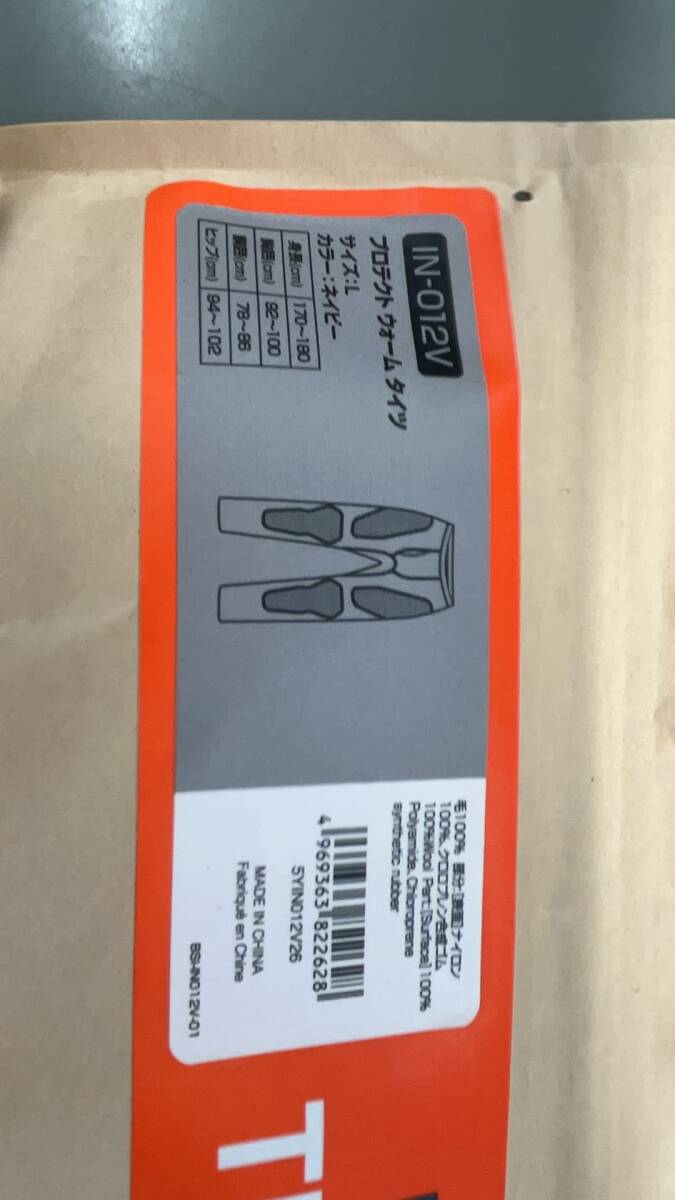 IN-012V
プロテクト ウォーム タイツ
サイズ:L
カラー:ネイビー
身長(cm) 170~180
胸囲(cm) 92~100
胴囲(cm) 78~86
ヒップ(cm) 94~102
毛100% 部分:[表面]ナイロン
100%、クロロプレン合成ゴム
100%Wool Part:[Surface]100%
Polyamide, Chloroprene
synthetic rubber
4 969363 822628
5YIN012V26
MADE IN CHINA
Fabriqué en Chine
BSHN012V-01